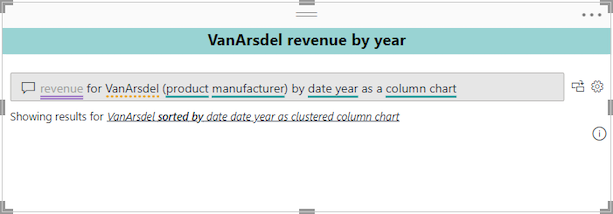 VanArsdel revenue by year
revenue for VanArsdel (product manufacturer) by date year as a column chart
Showing results for VanArsdel sorted by date date year as clustered column chart